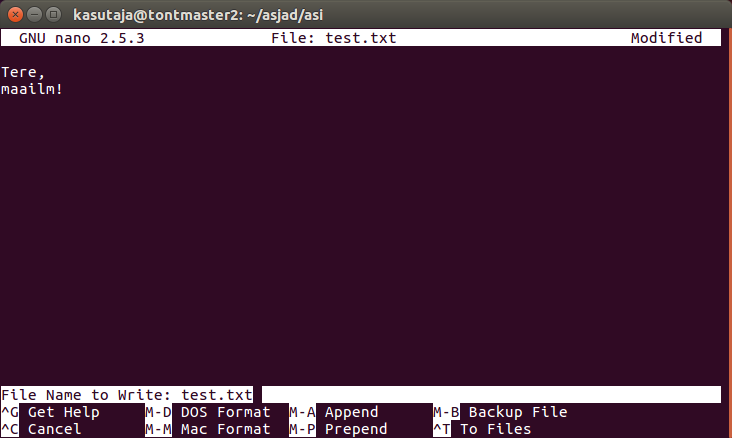 kasutaja@tontmaster2: ~/asjad/asi
GNU nano 2.5.3 File: test.txt Modified
Tere,
maailm!
File Name to Write: test.txt
^G Get Help M-D DOS Format M-A Append M-B Backup File
^C Cancel M-M Mac Format M-P Prepend ^T To Files